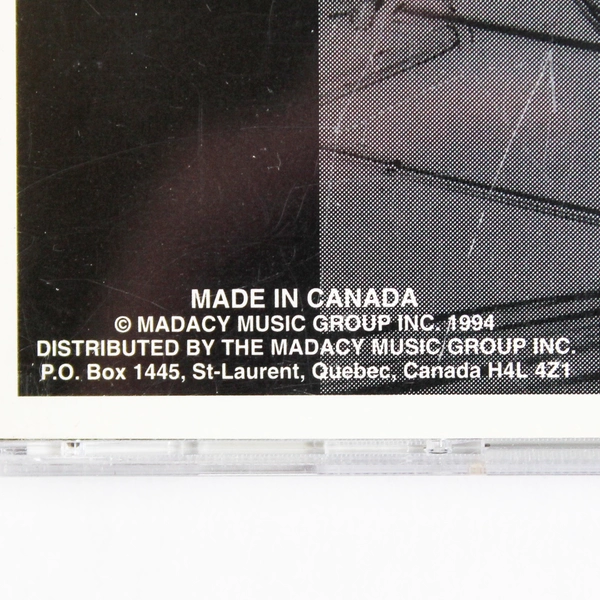 MADE IN CANADA
© MADACY MUSIC GROUP INC. 1994
DISTRIBUTED BY THE MADACY MUSIC GROUP INC.
P.O. Box 1445, St-Laurent, Quebec, Canada H4L 4Z1